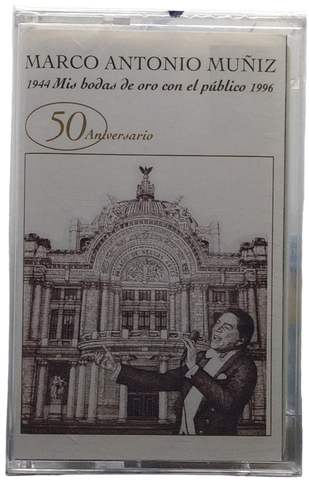 MARCO ANTONIO MUÑIZ
1944 Mis bodas de oro con el público 1996
50 Aniversario